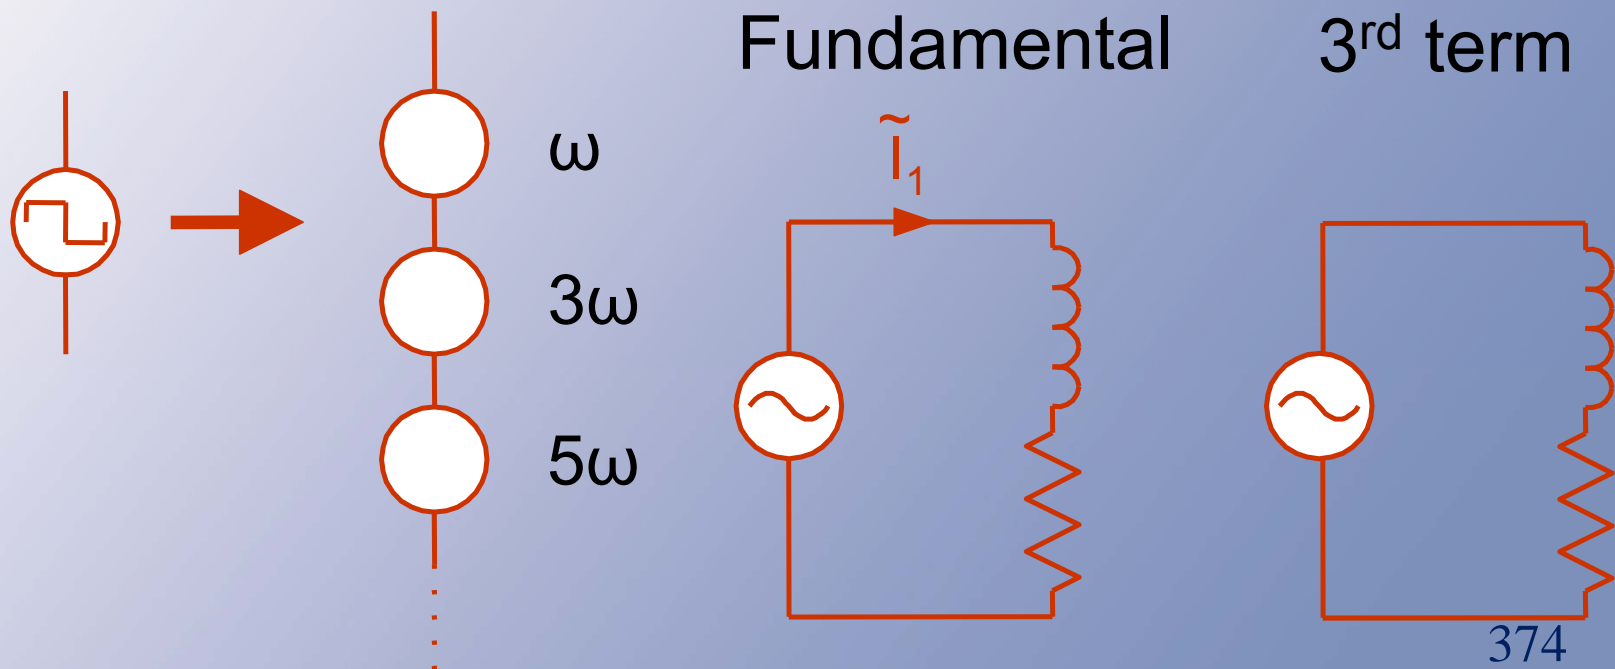 Fundamental
3rd term
ω
3ω
5ω
ĩ1
374